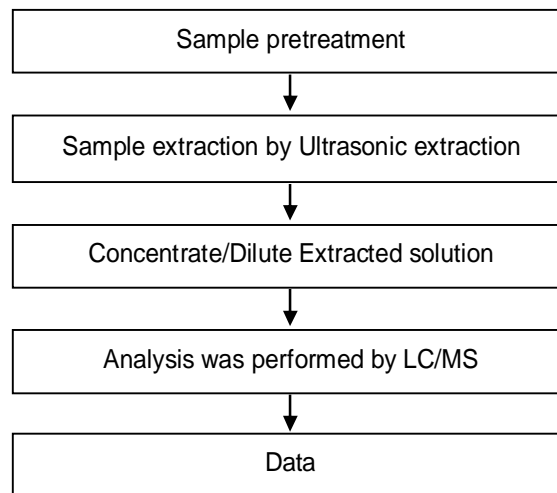 Sample pretreatment
Sample extraction by Ultrasonic extraction
Concentrate/Dilute Extracted solution
Analysis was performed by LC/MS
Data